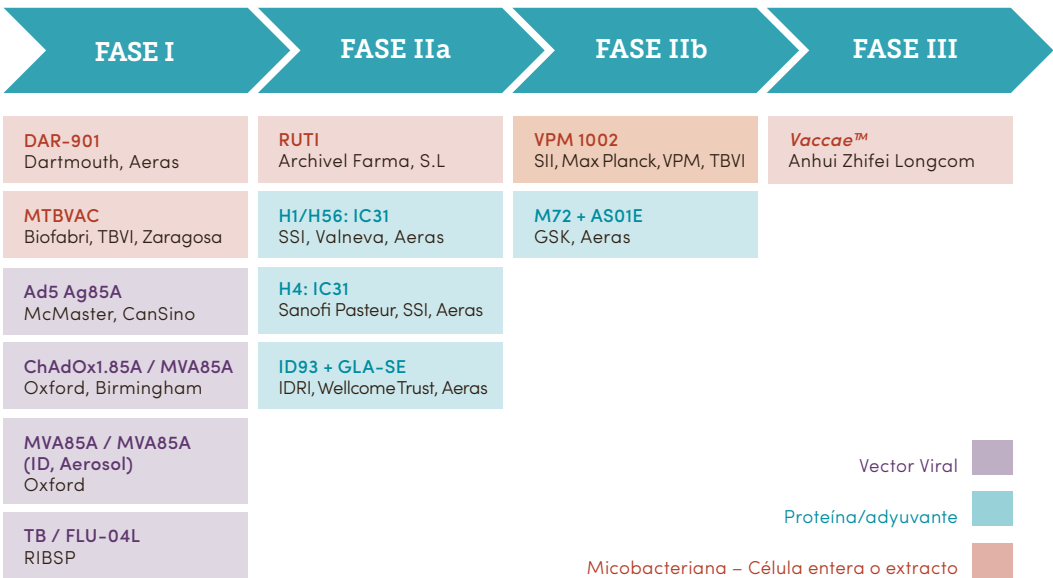 FASE I
FASE IIa
FASE IIb
FASE III
DAR-901
Dartmouth, Aeras
MTBVAC
Biofabri, TBVI, Zaragosa
Ad5 Ag85A
McMaster, CanSino
ChAdOx1.85A / MVA85A
Oxford, Birmingham
MVA85A / MVA85A
(ID, Aerosol)
Oxford
TB / FLU-04L
RIBSP
RUTI
Archivel Farma, S.L
H1/H56: IC31
SSI, Valneva, Aeras
H4: IC31
Sanofi Pasteur, SSI, Aeras
ID93 + GLA-SE
IDRI, Wellcome Trust, Aeras
VPM 1002
SII, Max Planck, VPM, TBVI
M72 + AS01E
GSK, Aeras
Vaccae™
Anhui Zhifei Longcom
Vector Viral
Proteína/adyuvante
Micobacteriana – Célula entera o extracto